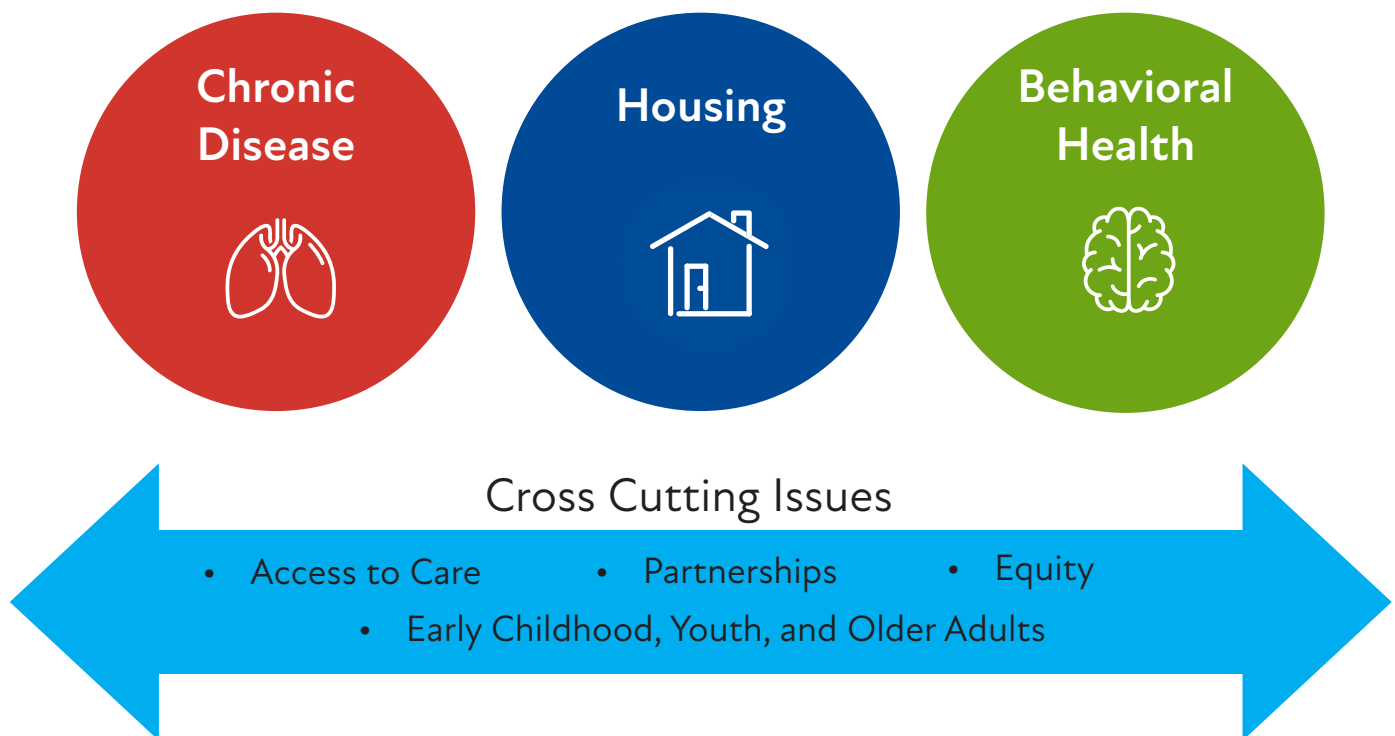 Chronic
Disease
Housing
Behavioral
Health
Cross Cutting Issues
• Access to Care • Partnerships • Equity
• Early Childhood, Youth, and Older Adults